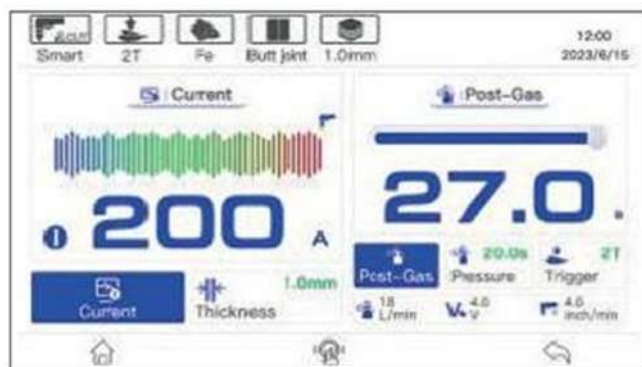 Smart 2T Fe Butt joint 1.0mm
12:00
2023/6/15
Current
200 A
Current
Thickness 1.0mm
Post-Gas
27.0 s
Post-Gas
Pressure 20.0s
Trigger 2T
18 L/min
4.0 V
4.0 inch/min